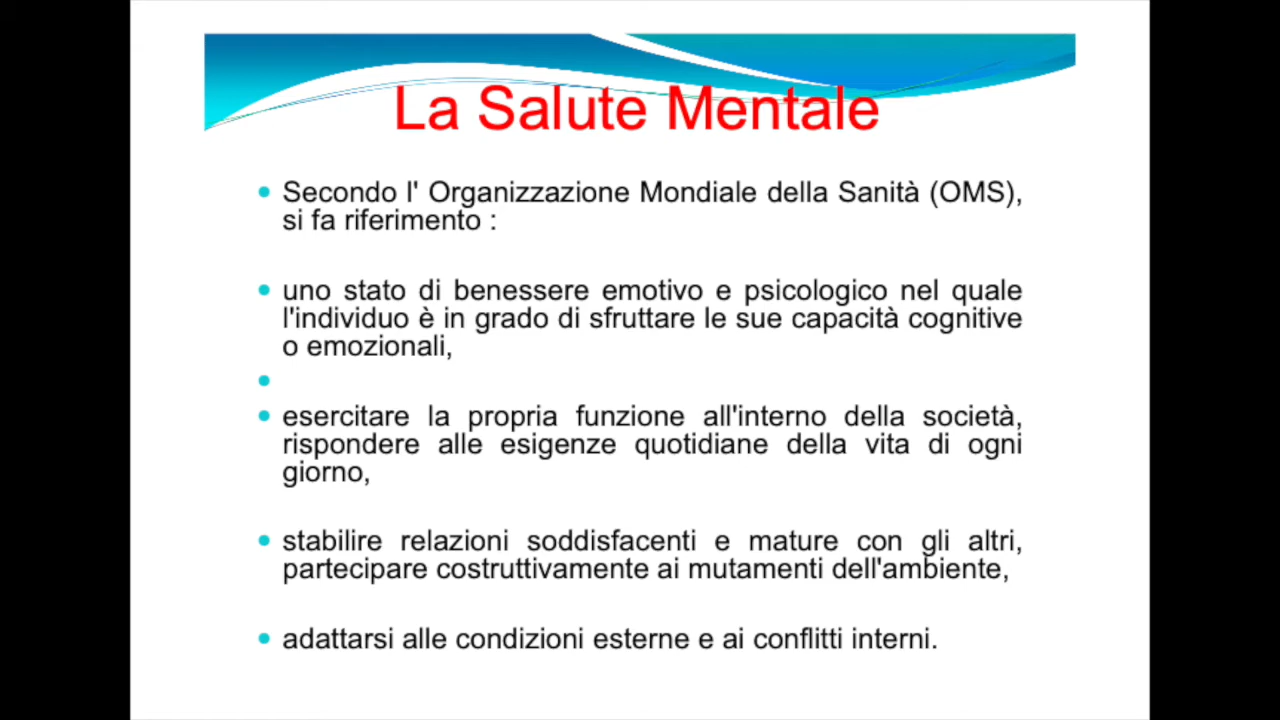 La Salute Mentale
Secondo l' Organizzazione Mondiale della Sanità (OMS),
si fa riferimento :
uno stato di benessere emotivo e psicologico nel quale
l'individuo è in grado di sfruttare le sue capacità cognitive
o emozionali,
esercitare la propria funzione all'interno della società,
rispondere alle esigenze quotidiane della vita di ogni
giorno,
stabilire relazioni soddisfacenti e mature con gli altri,
partecipare costruttivamente ai mutamenti dell'ambiente,
adattarsi alle condizioni esterne e ai conflitti interni.